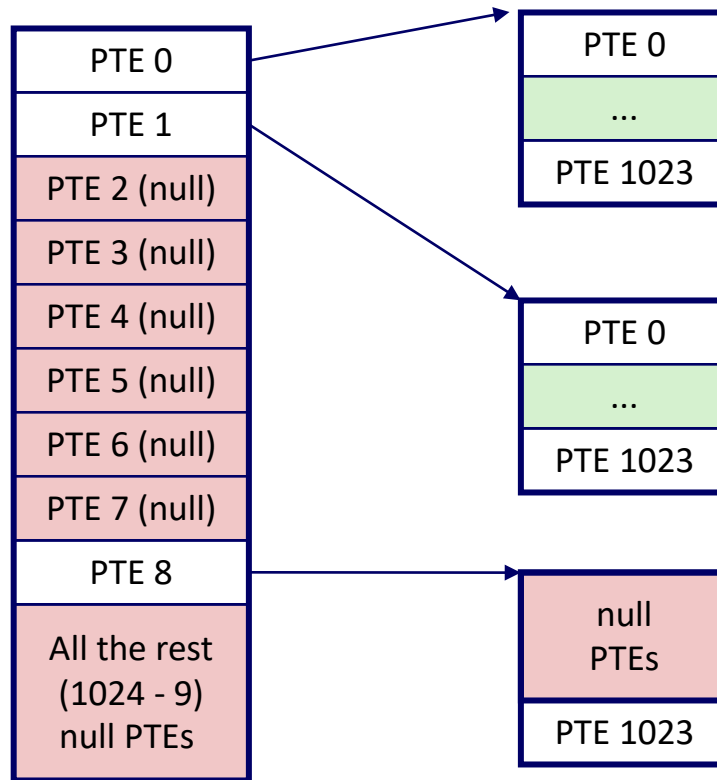 PTE 0
PTE 1
PTE 2 (null)
PTE 3 (null)
PTE 4 (null)
PTE 5 (null)
PTE 6 (null)
PTE 7 (null)
PTE 8
All the rest
(1024 - 9)
null PTEs
PTE 0
...
PTE 1023
PTE 0
...
PTE 1023
null
PTEs
PTE 1023